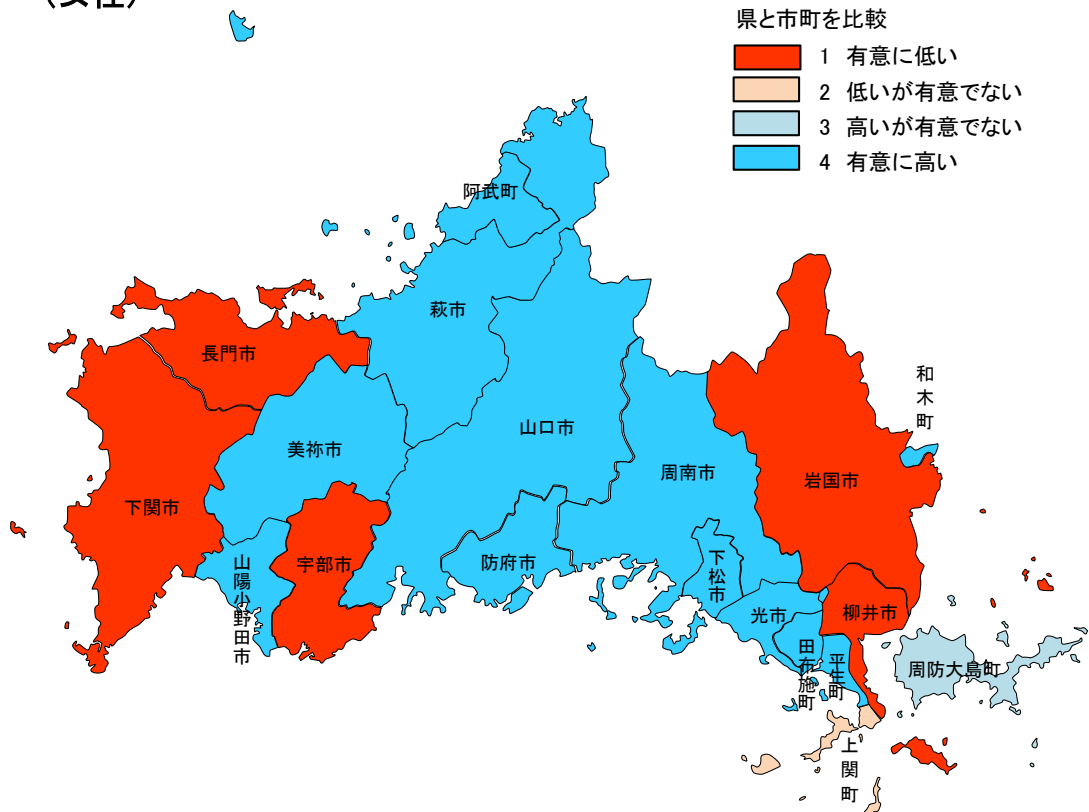 (女性)
県と市町を比較
1 有意に低い
2 低いが有意でない
3 高いが有意でない
4 有意に高い
阿武町
萩市
長門市
和木町
山口市
美祢市
周南市
岩国市
下関市
山陽小野田市
宇部市
防府市
下松市
光市
柳井市
田布施町
平生町
周防大島町
上関町